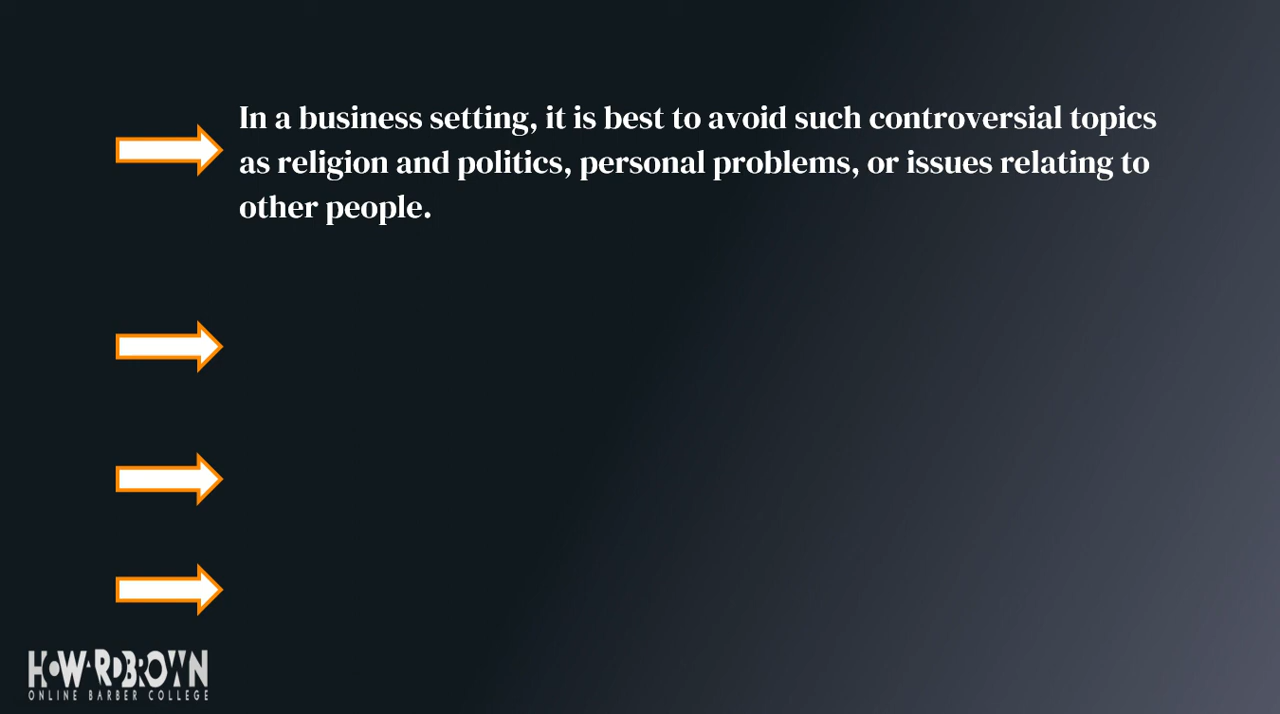 In a business setting, it is best to avoid such controversial topics
as religion and politics, personal problems, or issues relating to
other people.
HOWARD BROWN
ONLINE BARBER COLLEGE